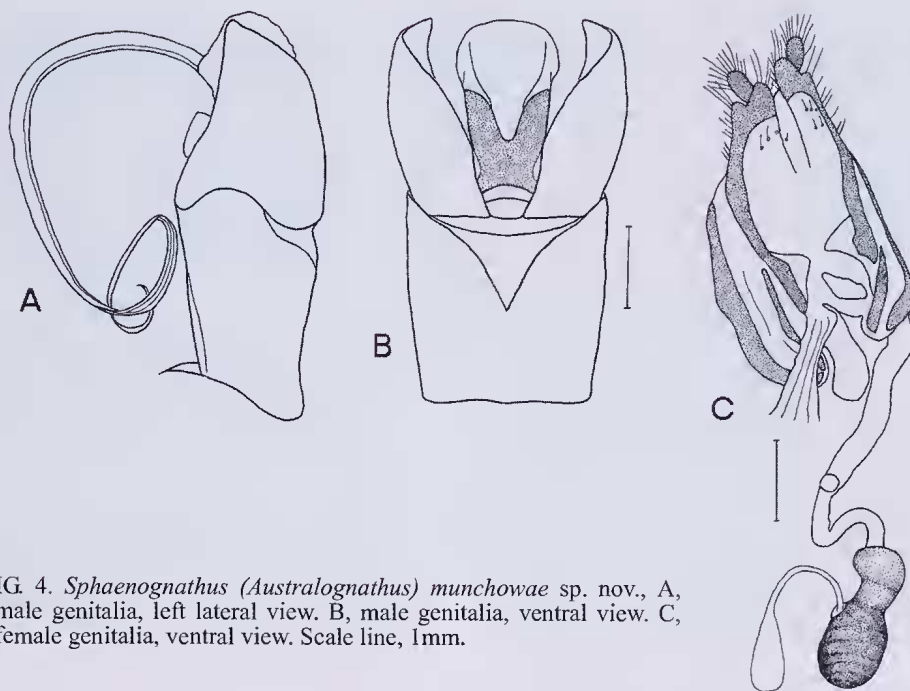 A
B
C
IG. 4. Sphaenognathus (Australognathus) munchowae sp. nov., A,
male genitalia, left lateral view. B, male genitalia, ventral view. C,
female genitalia, ventral view. Scale line, 1mm.